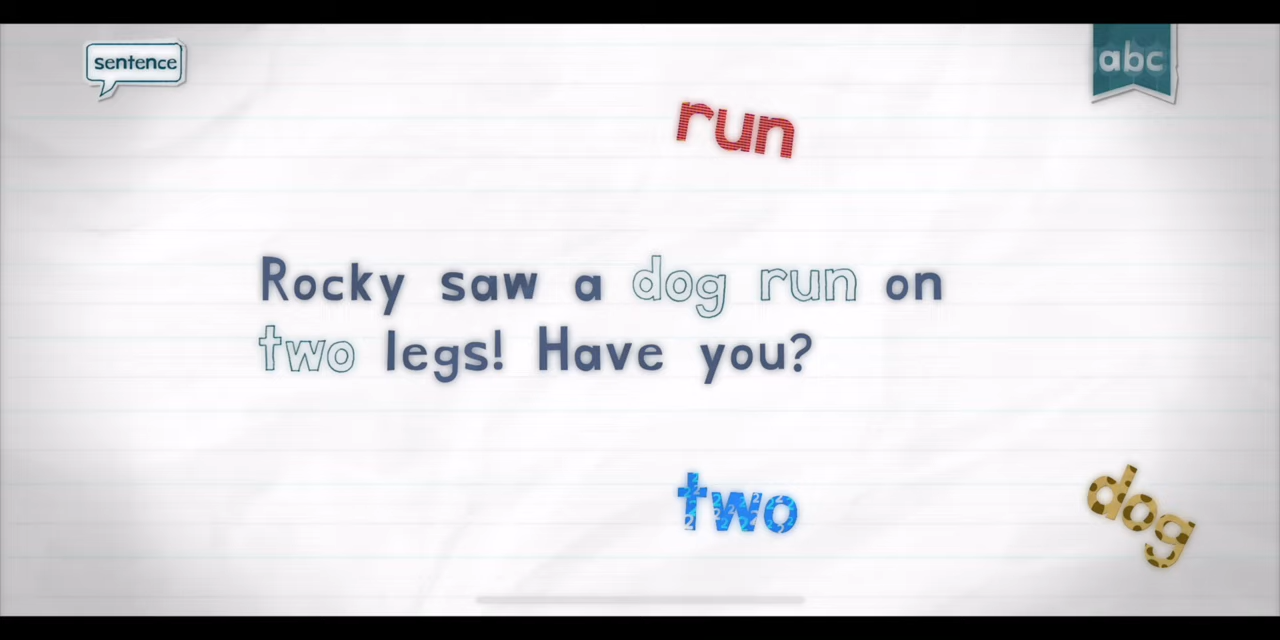 sentence
abc
run
Rocky saw a dog run on
two legs! Have you?
two
dog